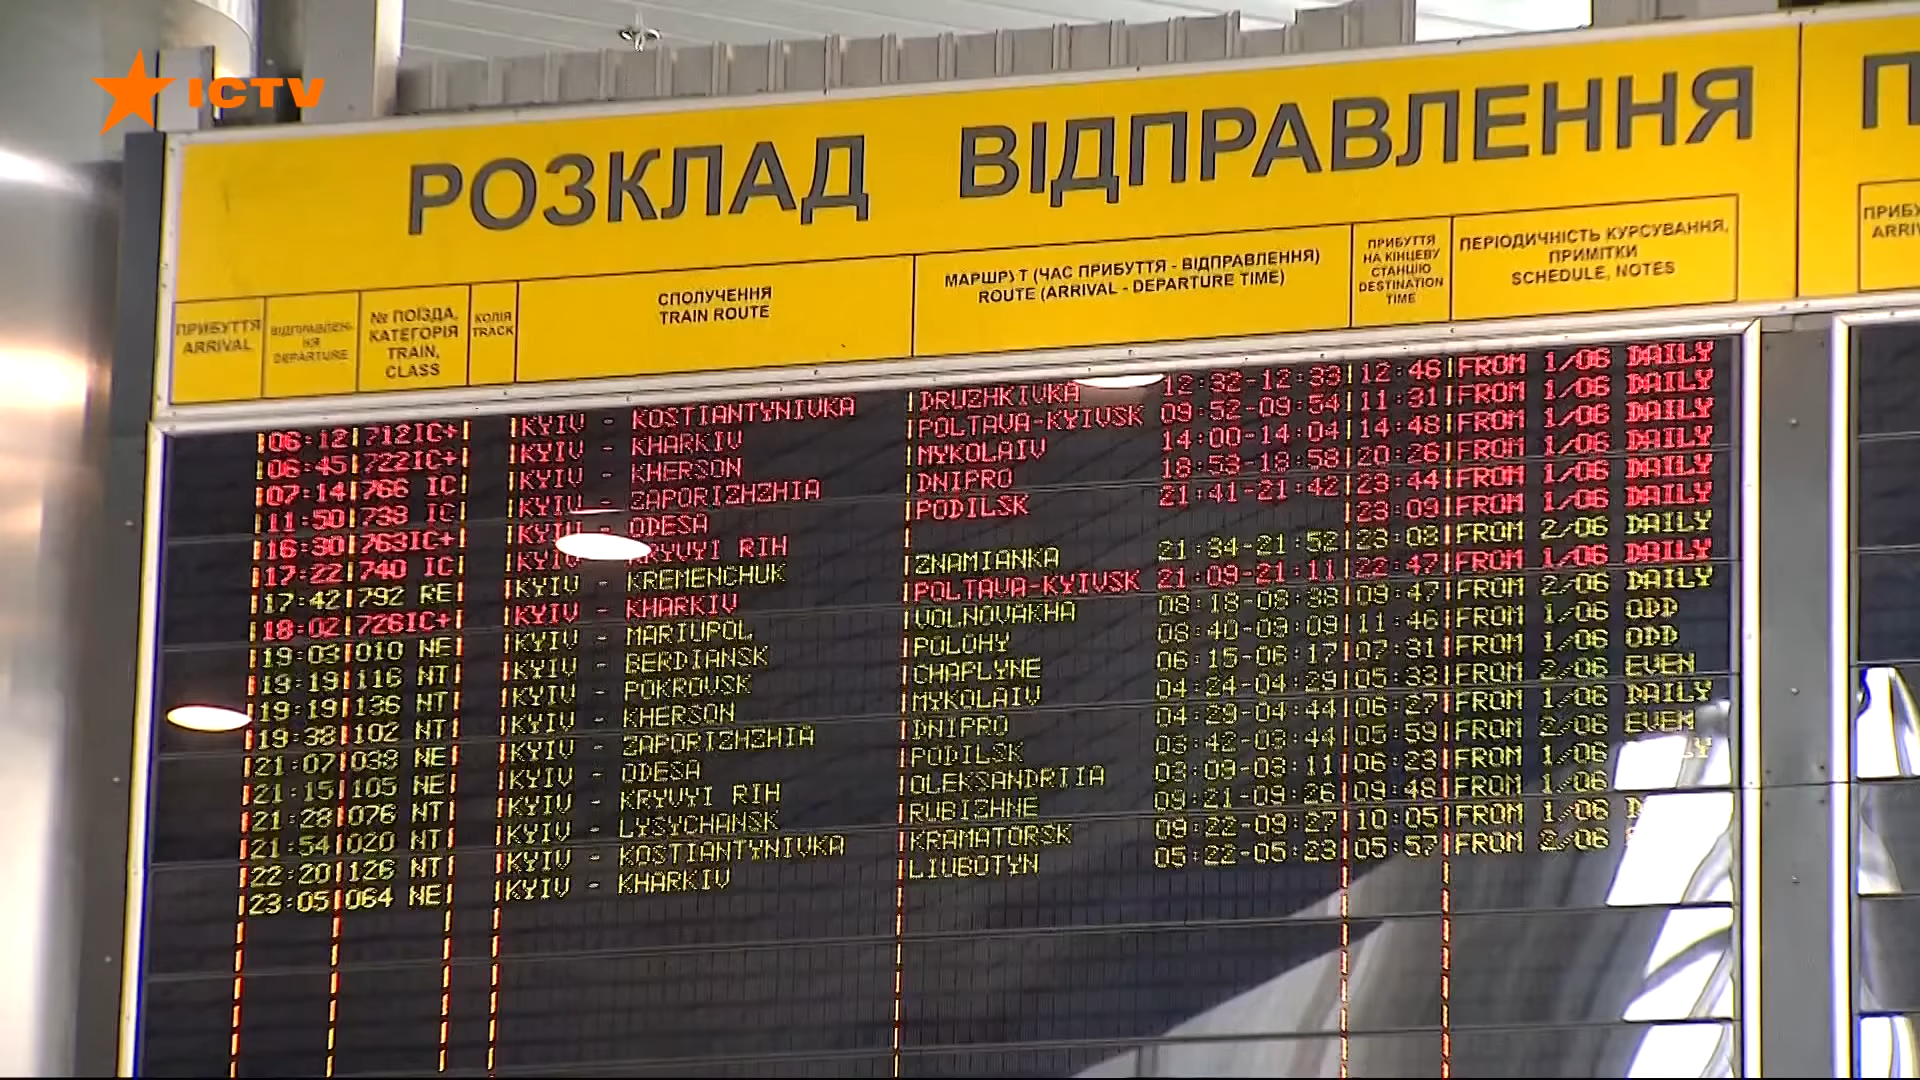 ICTV
РОЗКЛАД ВІДПРАВЛЕННЯ
ПРИБУТТЯ ARRIVAL
ВІДПРАВЛЕННЯ DEPARTURE
№ ПОЇЗДА, КАТЕГОРІЯ TRAIN, CLASS
КОЛІЯ TRACK
СПОЛУЧЕННЯ TRAIN ROUTE
МАРШРУТ (ЧАС ПРИБУТТЯ - ВІДПРАВЛЕННЯ) ROUTE (ARRIVAL - DEPARTURE TIME)
ПРИБУТТЯ НА КІНЦЕВУ СТАНЦІЮ DESTINATION TIME
ПЕРІОДИЧНІСТЬ КУРСУВАННЯ, ПРИМІТКИ SCHEDULE, NOTES
06:12 712IC+ KYIV - KOSTIANTYNIVKA DRUZHKIVKA 12:32-12:33 12:46 FROM 1/06 DAILY
06:45 722IC+ KYIV - KHARKIV POLTAVA-KYIVSK 09:52-09:54 11:31 FROM 1/06 DAILY
07:14 766 IC KYIV - KHERSON MYKOLAIV 14:00-14:04 14:48 FROM 1/06 DAILY
11:50 738 IC KYIV - ZAPORIZHZHIA DNIPRO 18:53-18:58 20:26 FROM 1/06 DAILY
16:30 763IC+ KYIV - ODESA PODILSK 21:41-21:42 23:44 FROM 1/06 DAILY
17:22 740 IC KYIV - KRYVYI RIH 23:09 FROM 1/06 DAILY
17:42 792 RE KYIV - KREMENCHUK ZNAMIANKA 21:34-21:52 23:08 FROM 2/06 DAILY
18:02 726IC+ KYIV - KHARKIV POLTAVA-KYIVSK 21:09-21:11 22:47 FROM 1/06 DAILY
19:03 010 NE KYIV - MARIUPOL VOLNOVAKHA 08:18-08:38 09:47 FROM 2/06 DAILY
19:19 116 NT KYIV - BERDIANSK POLOHY 08:40-09:09 11:46 FROM 1/06 ODD
19:19 136 NT KYIV - POKROVSK CHAPLYNE 06:15-06:17 07:31 FROM 1/06 ODD
19:38 102 NT KYIV - KHERSON MYKOLAIV 04:24-04:29 05:33 FROM 2/06 EVEN
21:07 038 NE KYIV - ZAPORIZHZHIA DNIPRO 04:29-04:44 06:27 FROM 1/06 DAILY
21:15 105 NE KYIV - ODESA PODILSK 03:42-03:44 05:59 FROM 2/06 EVEN
21:28 076 NT KYIV - KRYVYI RIH OLEKSANDRIIA 03:09-03:11 06:23 FROM 1/06
21:54 020 NT KYIV - LYSYCHANSK RUBIZHNE 09:21-09:26 09:48 FROM 1/06
22:20 126 NT KYIV - KOSTIANTYNIVKA KRAMATORSK 09:22-09:27 10:05 FROM 1/06
23:05 064 NE KYIV - KHARKIV LIUBOTYN 05:22-05:23 05:57 FROM 2/06